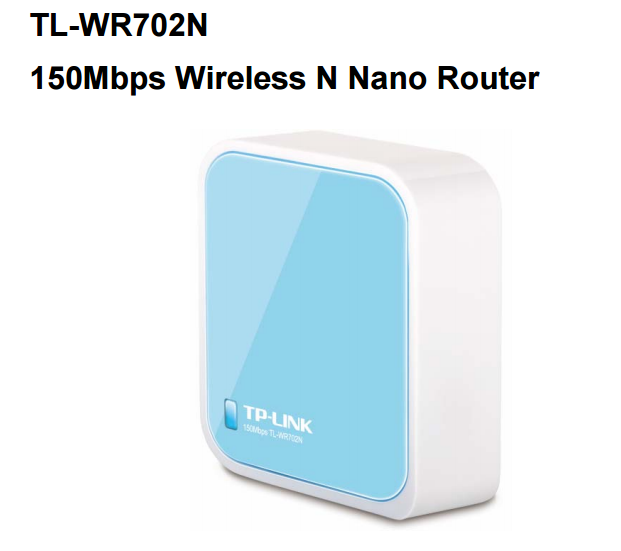 TL-WR702N
150Mbps Wireless N Nano Router
TP-LINK
150Mbps TL-WR702N